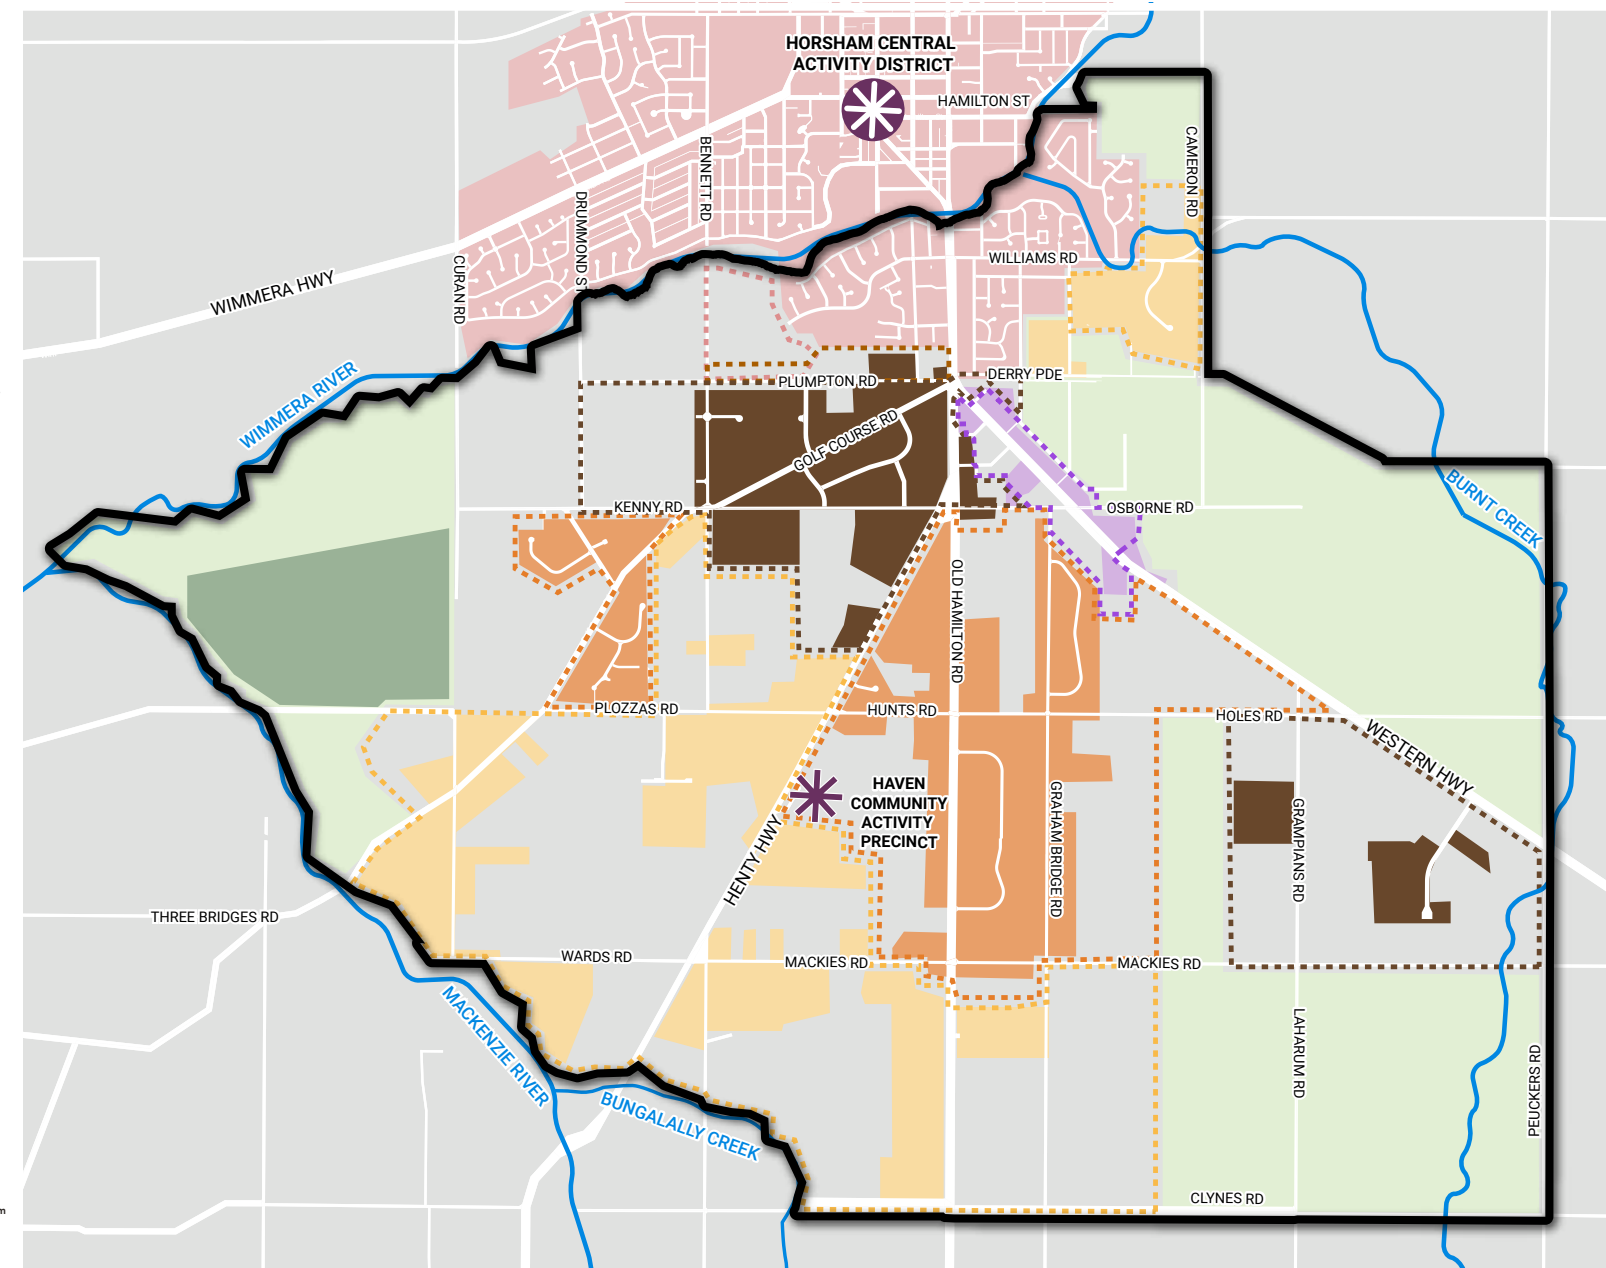 HORSHAM CENTRAL
ACTIVITY DISTRICT
HAMILTON ST
CAMERON RD
BENNETT RD
DRUMMOND ST
CURAN RD
WIMMERA HWY
WILLIAMS RD
WIMMERA RIVER
PLUMPTON RD
DERRY PDE
GOLF COURSE RD
KENNY RD
OSBORNE RD
BURNT CREEK
OLD HAMILTON RD
PLOZZAS RD
HUNTS RD
HOLES RD
WESTERN HWY
HAVEN
COMMUNITY
ACTIVITY
PRECINCT
GRAHAM BRIDGE RD
GRAMPIANS RD
HENTY HWY
THREE BRIDGES RD
WARDS RD
MACKIES RD
MACKIES RD
MACKENZIE RIVER
LAHARUM RD
PEUCKERS RD
BUNGALALLY CREEK
CLYNES RD
m